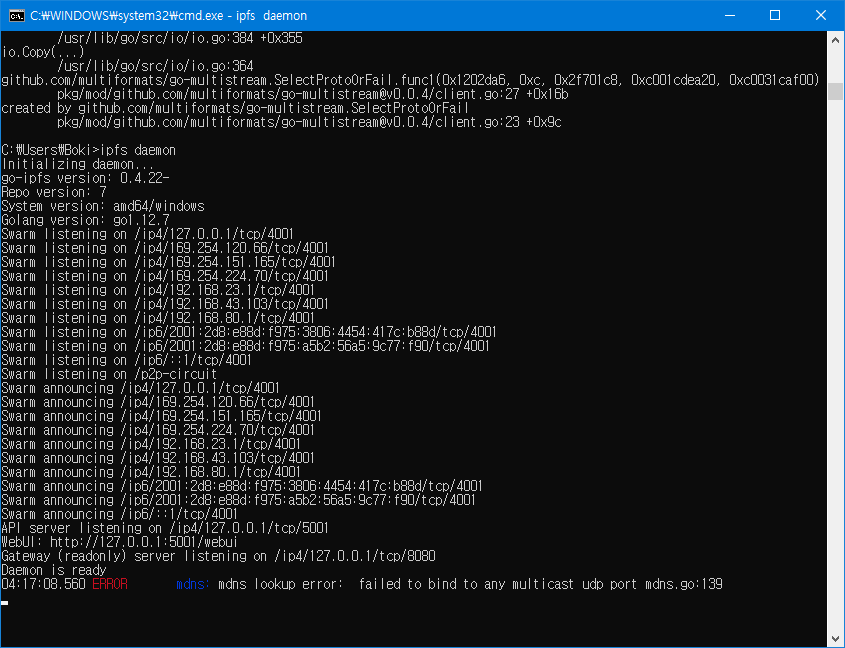 C:₩WINDOWS₩system32₩cmd.exe - ipfs  daemon
/usr/lib/go/src/io/io.go:384 +0x355
io.Copy(...)
/usr/lib/go/src/io/io.go:364
github.com/multiformats/go-multistream.SelectProtoOrFail.func1(0x1202da6, 0xc, 0x2f701c8, 0xc001cdea20, 0xc0031caf00)
pkg/mod/github.com/multiformats/go-multistream@v0.0.4/client.go:27 +0x16b
created by github.com/multiformats/go-multistream.SelectProtoOrFail
pkg/mod/github.com/multiformats/go-multistream@v0.0.4/client.go:23 +0x9c
C:₩Users₩Boki>ipfs daemon
Initializing daemon...
go-ipfs version: 0.4.22-
Repo version: 7
System version: amd64/windows
Golang version: go1.12.7
Swarm listening on /ip4/127.0.0.1/tcp/4001
Swarm listening on /ip4/169.254.120.66/tcp/4001
Swarm listening on /ip4/169.254.151.165/tcp/4001
Swarm listening on /ip4/169.254.224.70/tcp/4001
Swarm listening on /ip4/192.168.23.1/tcp/4001
Swarm listening on /ip4/192.168.43.103/tcp/4001
Swarm listening on /ip4/192.168.80.1/tcp/4001
Swarm listening on /ip6/2001:2d8:e88d:f975:3806:4454:417c:b88d/tcp/4001
Swarm listening on /ip6/2001:2d8:e88d:f975:a5b2:56a5:9c77:f90/tcp/4001
Swarm listening on /ip6/::1/tcp/4001
Swarm listening on /p2p-circuit
Swarm announcing /ip4/127.0.0.1/tcp/4001
Swarm announcing /ip4/169.254.120.66/tcp/4001
Swarm announcing /ip4/169.254.151.165/tcp/4001
Swarm announcing /ip4/169.254.224.70/tcp/4001
Swarm announcing /ip4/192.168.23.1/tcp/4001
Swarm announcing /ip4/192.168.43.103/tcp/4001
Swarm announcing /ip4/192.168.80.1/tcp/4001
Swarm announcing /ip6/2001:2d8:e88d:f975:3806:4454:417c:b88d/tcp/4001
Swarm announcing /ip6/2001:2d8:e88d:f975:a5b2:56a5:9c77:f90/tcp/4001
Swarm announcing /ip6/::1/tcp/4001
API server listening on /ip4/127.0.0.1/tcp/5001
WebUI: http://127.0.0.1:5001/webui
Gateway (readonly) server listening on /ip4/127.0.0.1/tcp/8080
Daemon is ready
04:17:08.560 ERROR mdns: mdns lookup error:  failed to bind to any multicast udp port mdns.go:139